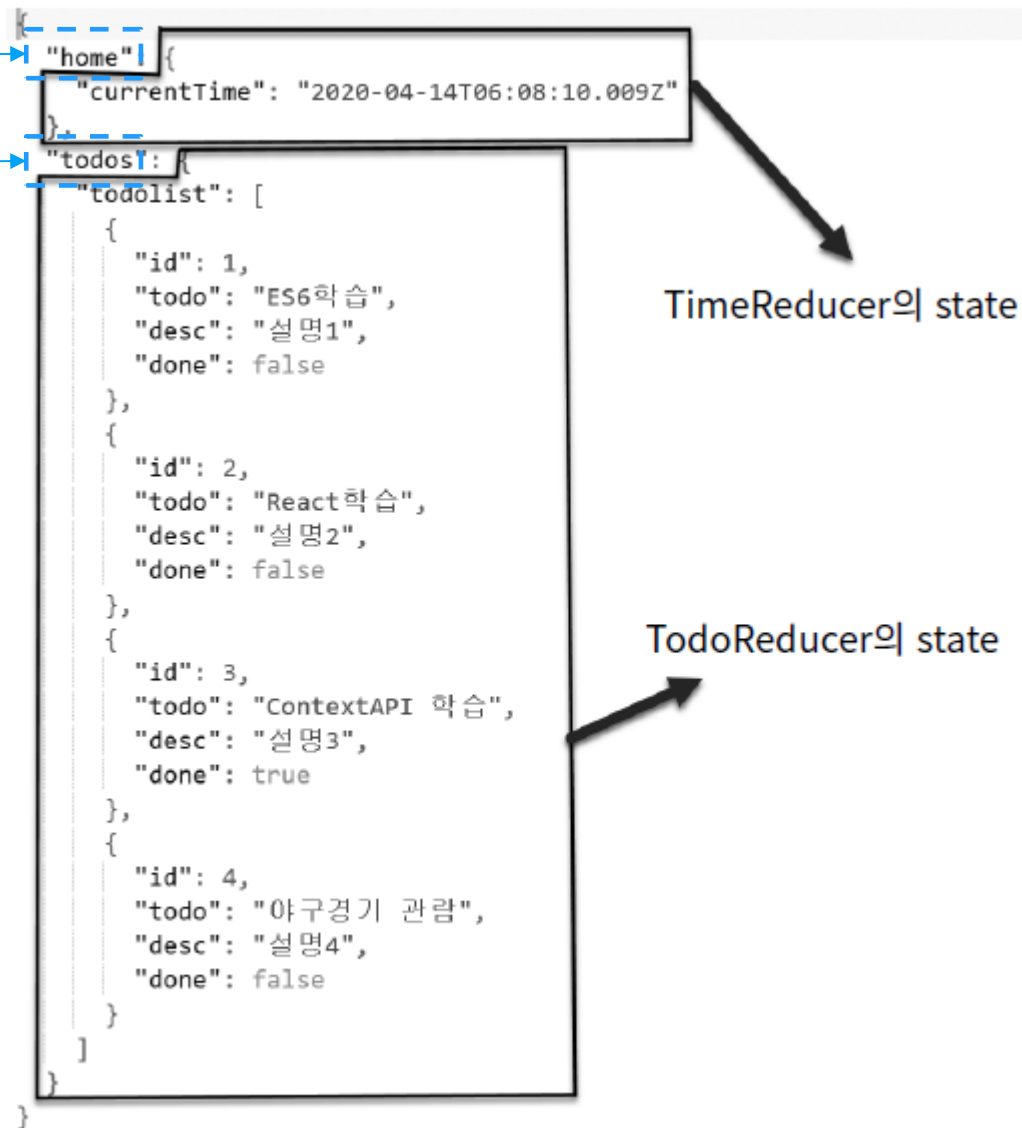 {
"home": {
"currentTime": "2020-04-14T06:08:10.009Z"
},
"todos": {
"todolist": [
{
"id": 1,
"todo": "ES6학습",
"desc": "설명1",
"done": false
},
{
"id": 2,
"todo": "React학습",
"desc": "설명2",
"done": false
},
{
"id": 3,
"todo": "ContextAPI 학습",
"desc": "설명3",
"done": true
},
{
"id": 4,
"todo": "야구경기 관람",
"desc": "설명4",
"done": false
}
]
}
}
TimeReducer의 state
TodoReducer의 state